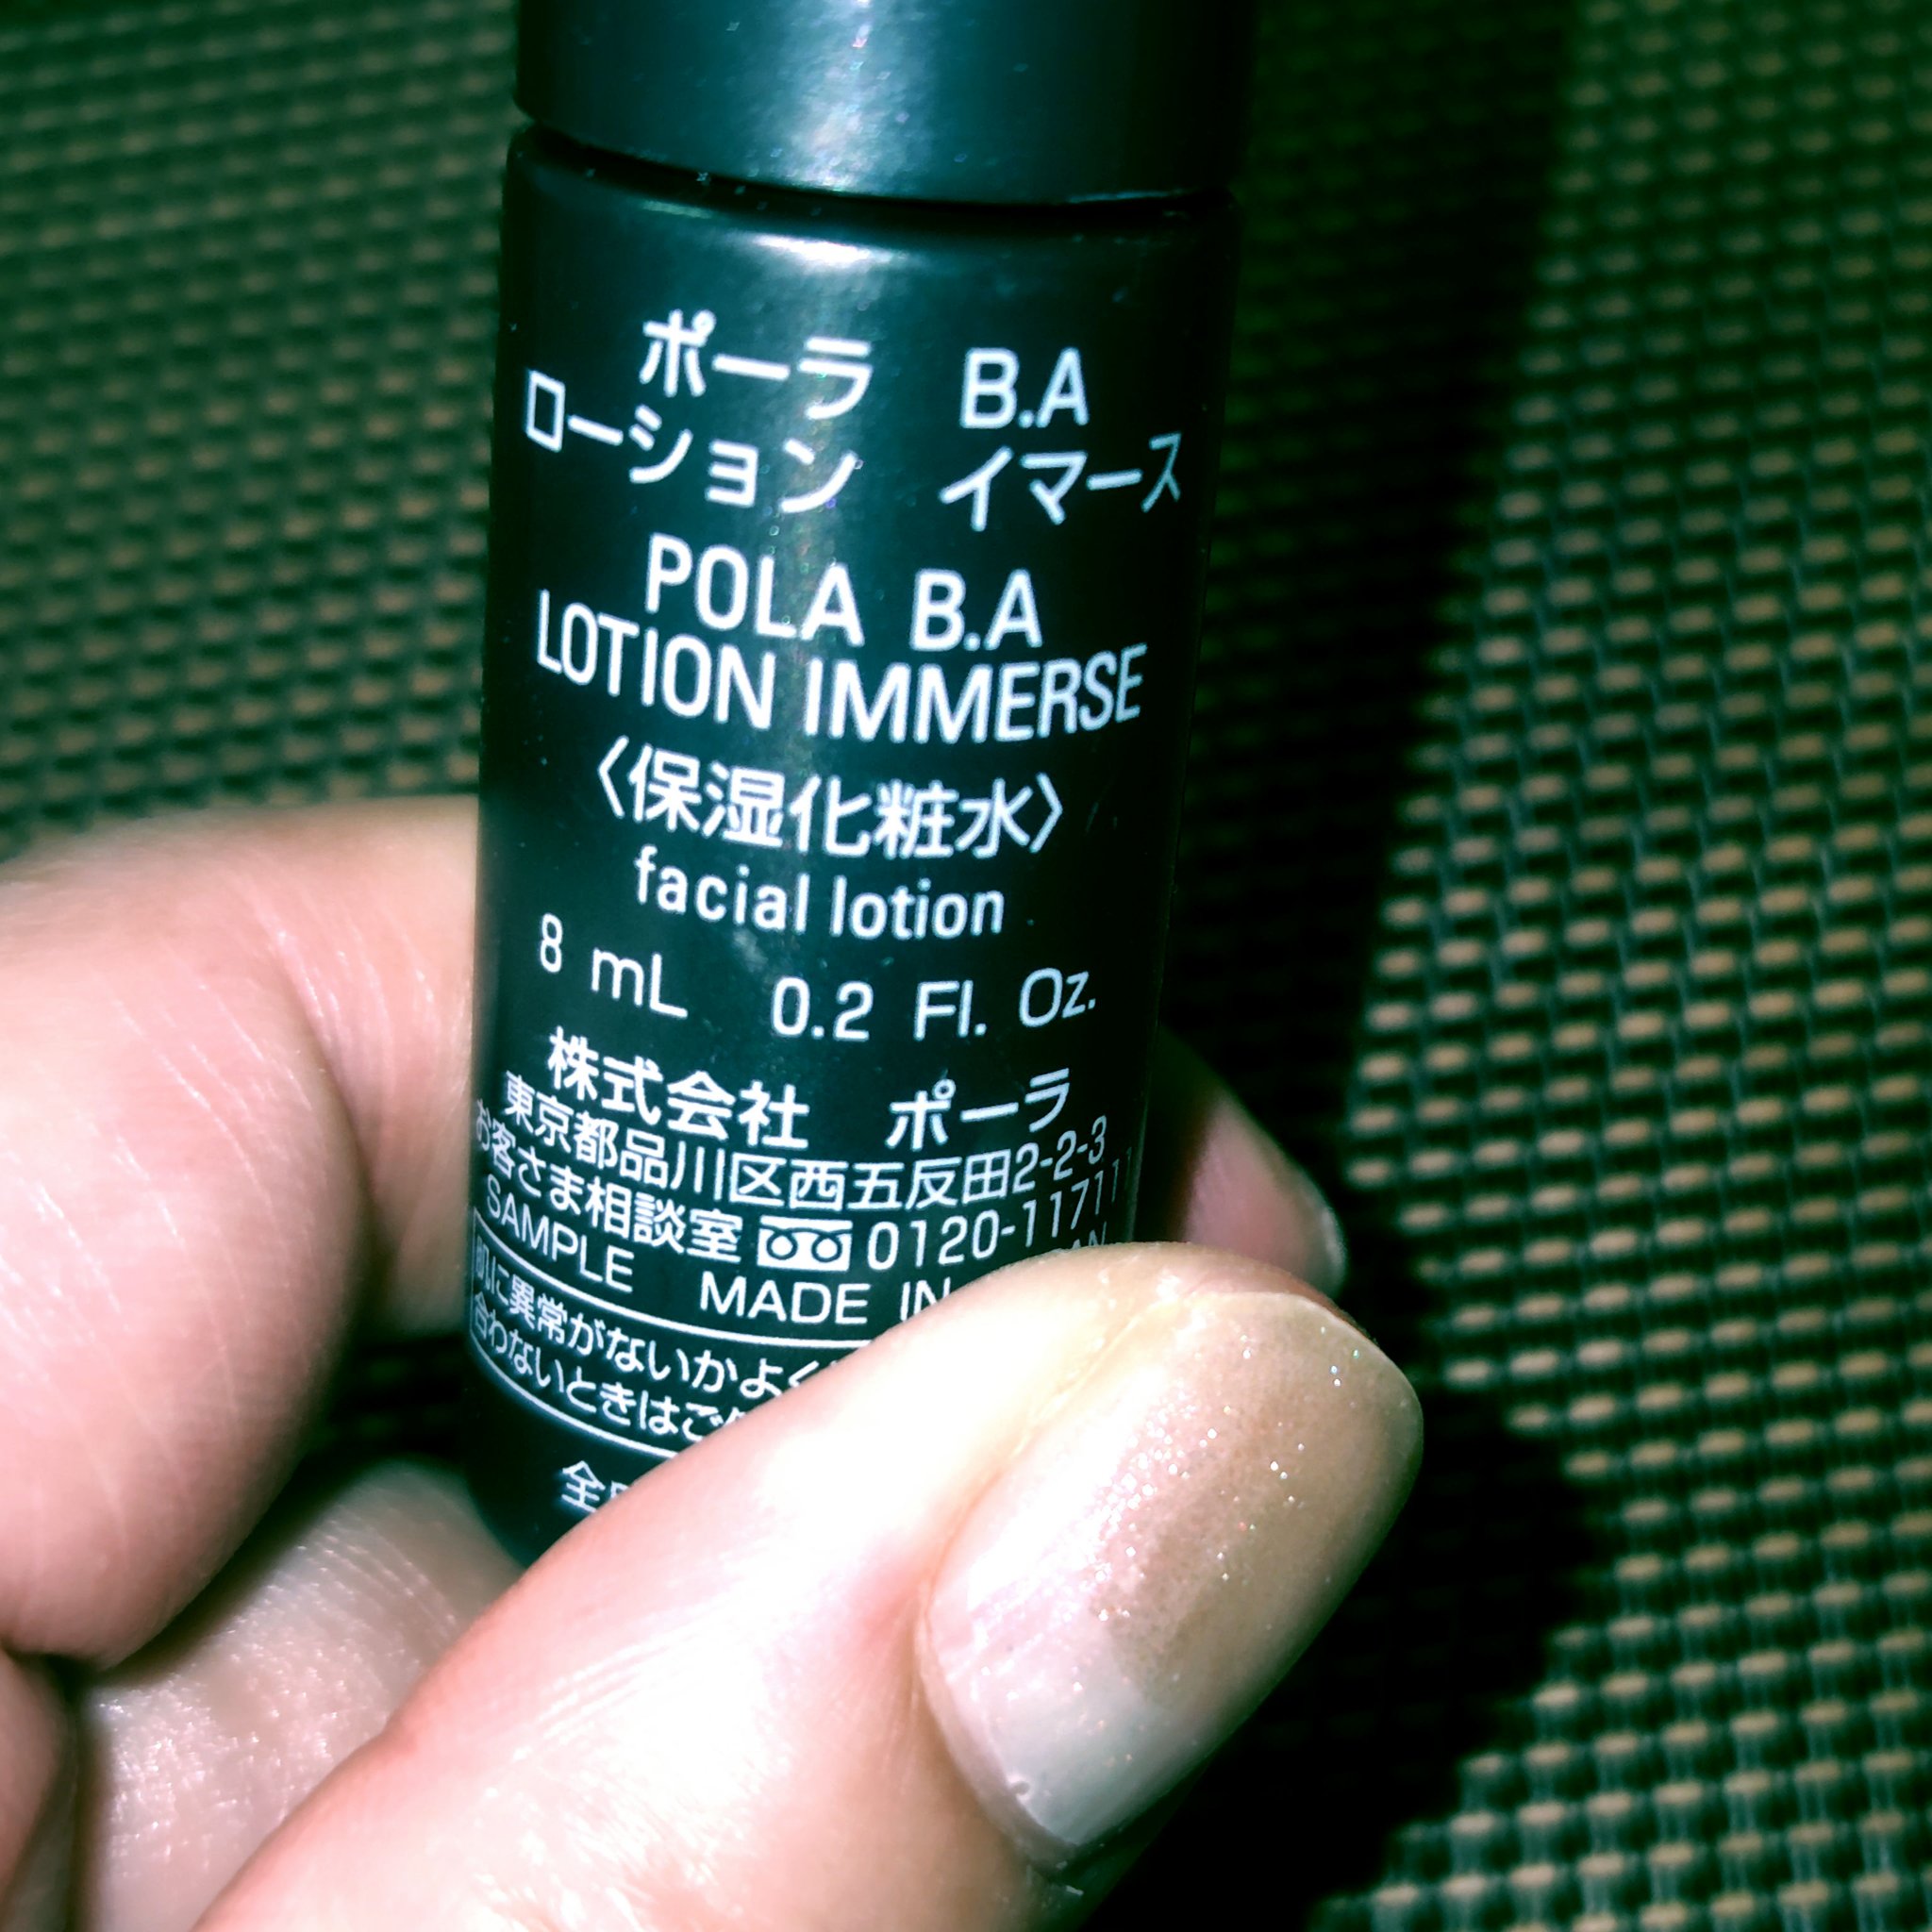 ポーラ B.A
ローション イマース
POLA B.A
LOTION IMMERSE
〈保湿化粧水〉
facial lotion
8 mL 0.2 Fl. Oz.
株式会社 ポーラ
東京都品川区西五反田2-2-3
お客さま相談室 0120-11711
SAMPLE MADE IN
肌に異常がないかよく
合わないときはご
全